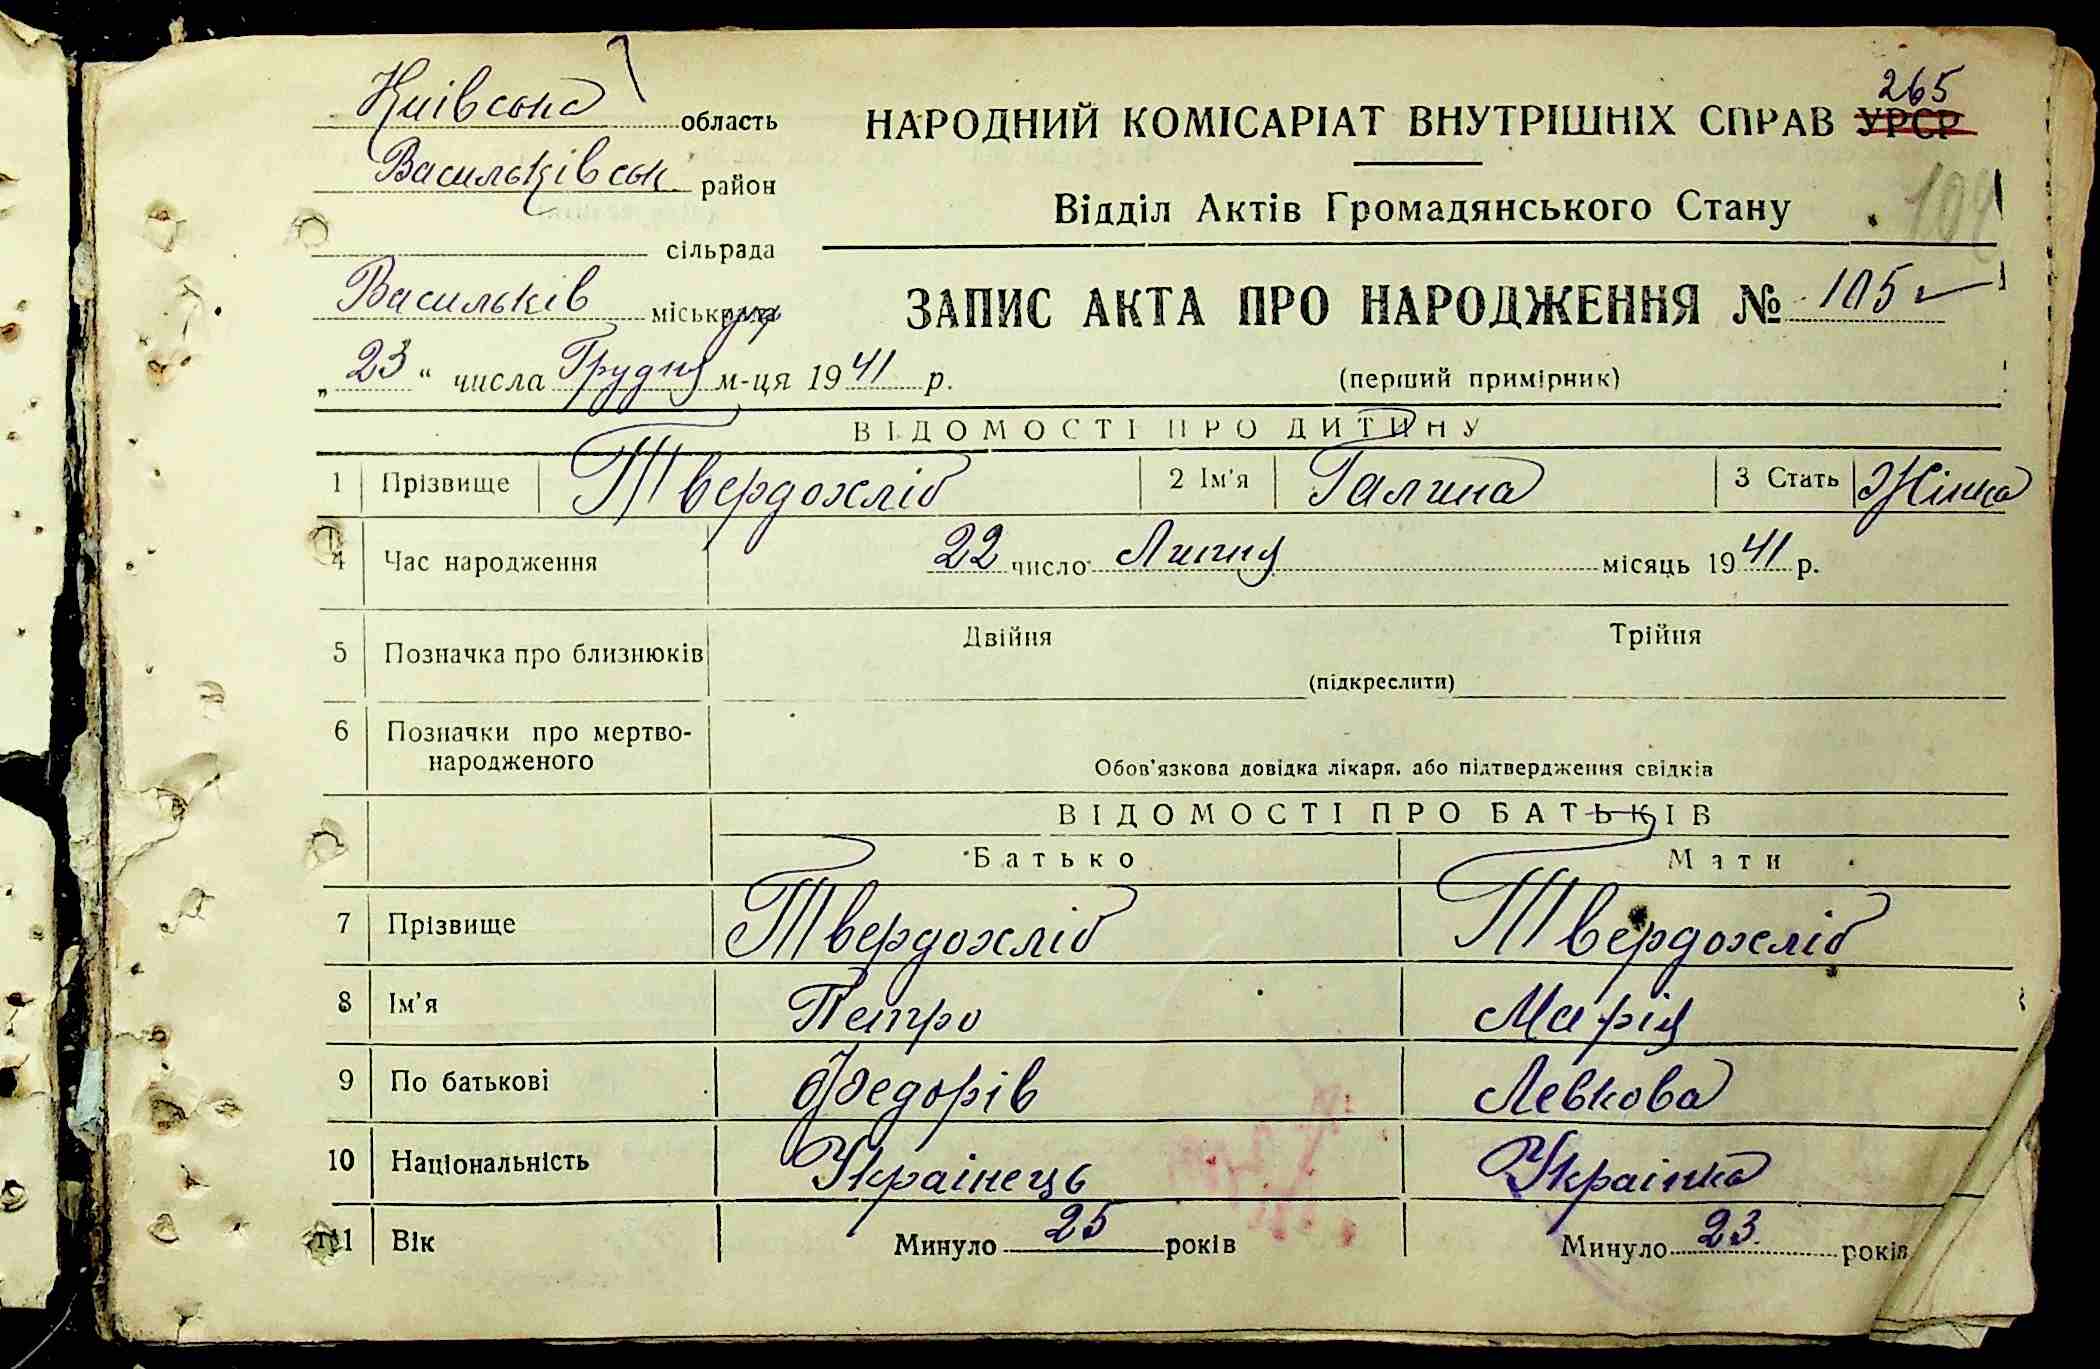 265
Київська область
НАРОДНИЙ КОМІСАРІАТ ВНУТРІШНІХ СПРАВ УРСР
Васильківськ район
Відділ Актів Громадянського Стану
104
сільрада
Васильків міськрада
ЗАПИС АКТА ПРО НАРОДЖЕННЯ № 105
„23" числа Грудня м-ця 1941 р.
(перший примірник)
ВІДОМОСТІ ПРО ДИТИНУ
1 Прізвище Твердохліб 2 Ім'я Галина 3 Стать Жінка
4 Час народження 22 число Липня місяць 1941 р.
5 Позначка про близнюків Двійня Трійня
(підкреслити)
6 Позначки про мертво-
народженого
Обов'язкова довідка лікаря, або підтвердження свідків
ВІДОМОСТІ ПРО БАТЬКІВ
Батько Мати
7 Прізвище Твердохліб Твердохліб
8 Ім'я Петро Марія
9 По батькові Федорів Левкова
10 Національність Украінець Украінка
11 Вік Минуло 25 років Минуло 23 років